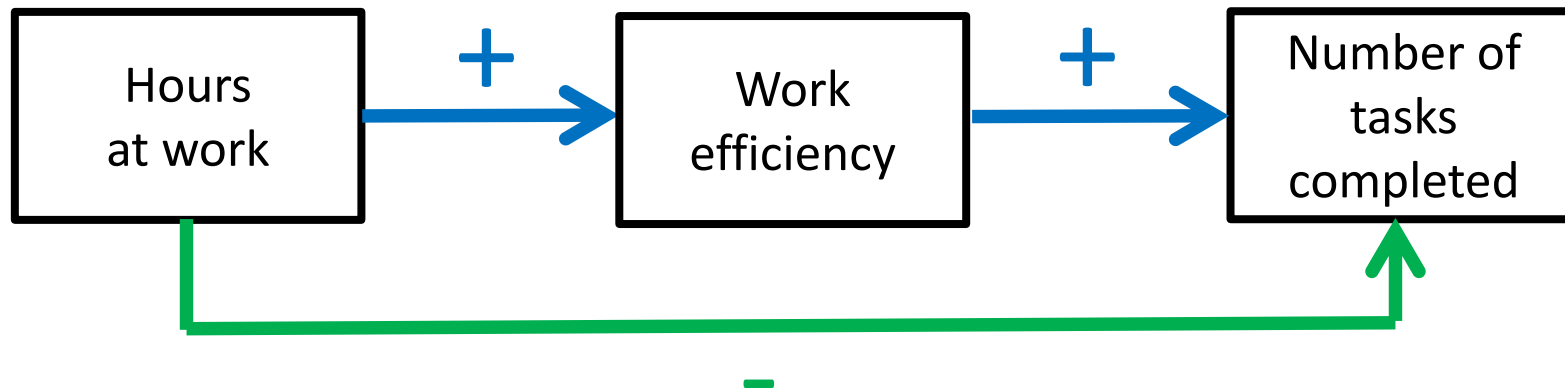 +
+
Hours
at work
Work
efficiency
Number of
tasks
completed
-